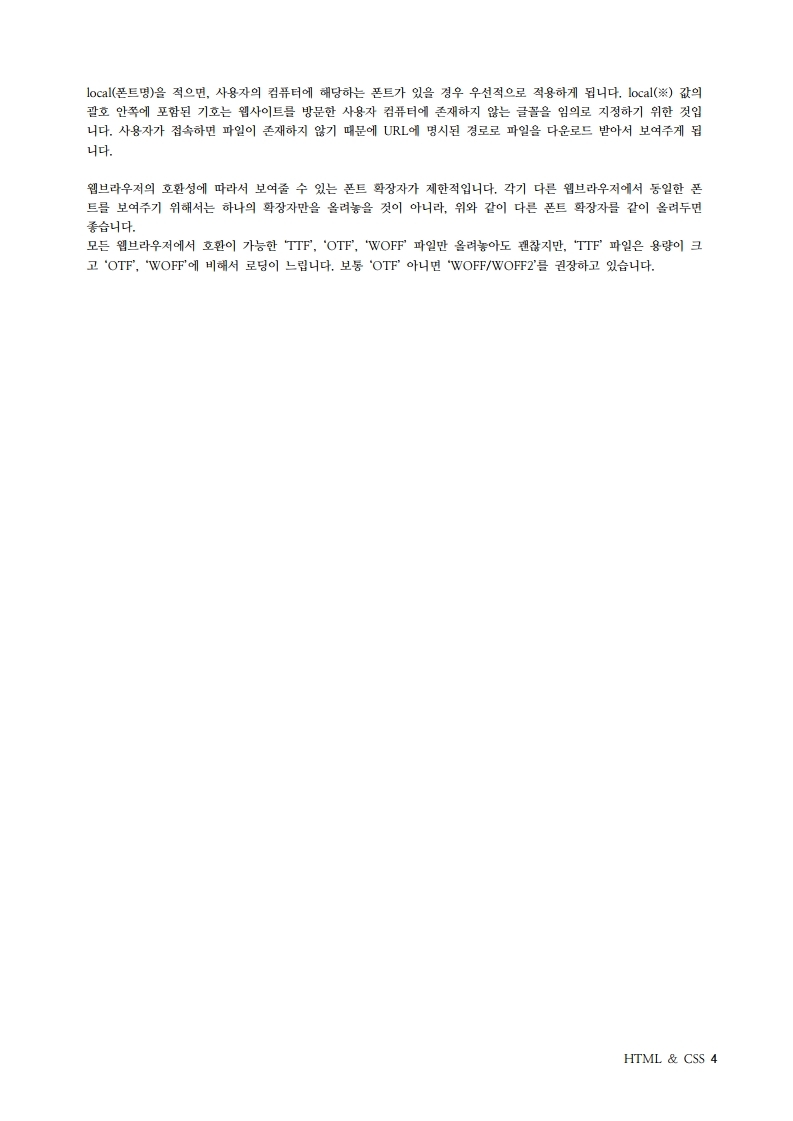 local(폰트명)을 적으면, 사용자의 컴퓨터에 해당하는 폰트가 있을 경우 우선적으로 적용하게 됩니다. local(※) 값의
괄호 안쪽에 포함된 기호는 웹사이트를 방문한 사용자 컴퓨터에 존재하지 않는 글꼴을 임의로 지정하기 위한 것입
니다. 사용자가 접속하면 파일이 존재하지 않기 때문에 URL에 명시된 경로로 파일을 다운로드 받아서 보여주게 됩
니다.
웹브라우저의 호환성에 따라서 보여줄 수 있는 폰트 확장자가 제한적입니다. 각기 다른 웹브라우저에서 동일한 폰
트를 보여주기 위해서는 하나의 확장자만을 올려놓을 것이 아니라, 위와 같이 다른 폰트 확장자를 같이 올려두면
좋습니다.
모든 웹브라우저에서 호환이 가능한 ‘TTF’, ‘OTF’, ‘WOFF’ 파일만 올려놓아도 괜찮지만, ‘TTF’ 파일은 용량이 크
고 ‘OTF’, ‘WOFF’에 비해서 로딩이 느립니다. 보통 ‘OTF’ 아니면 ‘WOFF/WOFF2’를 권장하고 있습니다.
HTML & CSS 4